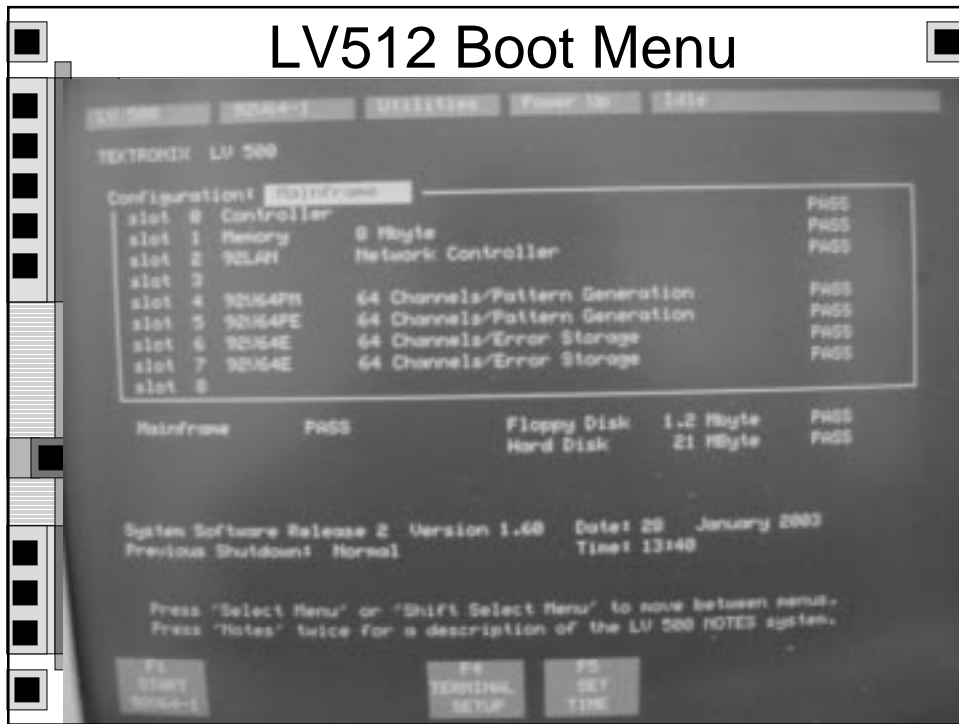 LV512 Boot Menu
LV 500 92V64-1 Utilities Power Up Idle
TEKTRONIX LV 500
Configuration: Mainframe
slot 0 Controller PASS
slot 1 Memory 8 Mbyte PASS
slot 2 92LAN Network Controller PASS
slot 3
slot 4 92V64PM 64 Channels/Pattern Generation PASS
slot 5 92V64PE 64 Channels/Pattern Generation PASS
slot 6 92V64E 64 Channels/Error Storage PASS
slot 7 92V64E 64 Channels/Error Storage PASS
slot 8
Mainframe PASS Floppy Disk 1.2 Mbyte PASS
Hard Disk 21 MByte PASS
System Software Release 2 Version 1.60 Date: 28 January 2003
Previous Shutdown: Normal Time: 13:40
Press "Select Menu" or "Shift Select Menu" to move between menus.
Press "Notes" twice for a description of the LV 500 NOTES system.
F1 F4 F5
START TERMINAL SET
92V64-1 SETUP TIME